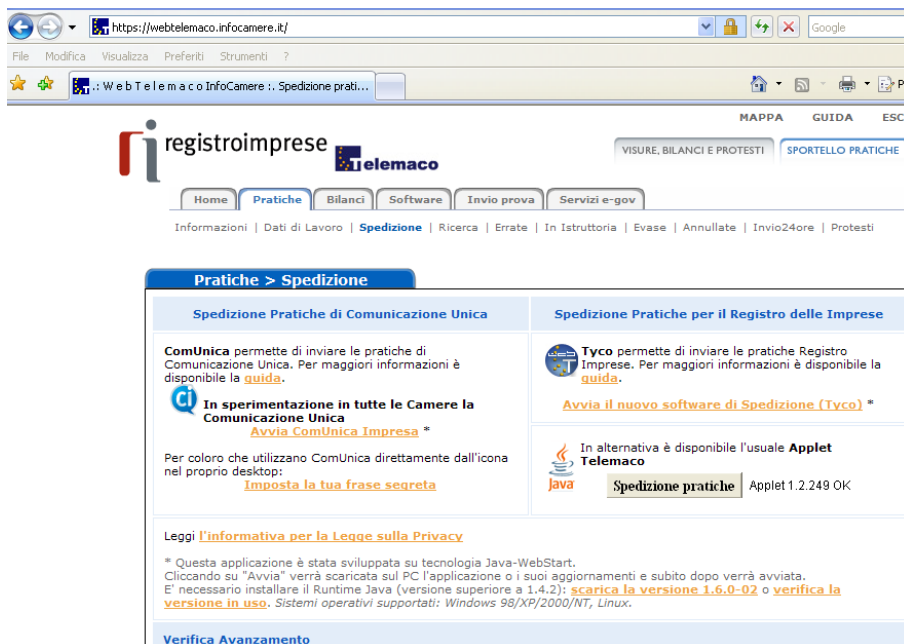 https://webtelemaco.infocamere.it/
Google
File Modifica Visualizza Preferiti Strumenti ?
.: W e b T e l e m a c o InfoCamere :. Spedizione prati...
MAPPA GUIDA ESC
registroimprese Telemaco
VISURE, BILANCI E PROTESTI SPORTELLO PRATICHE
Home Pratiche Bilanci Software Invio prova Servizi e-gov
Informazioni | Dati di Lavoro | Spedizione | Ricerca | Errate | In Istruttoria | Evase | Annullate | Invio24ore | Protesti
Pratiche > Spedizione
Spedizione Pratiche di Comunicazione Unica
ComUnica permette di inviare le pratiche di
Comunicazione Unica. Per maggiori informazioni è
disponibile la guida.
Ci
In sperimentazione in tutte le Camere la
Comunicazione Unica
Avvia ComUnica Impresa *
Per coloro che utilizzano ComUnica direttamente dall'icona
nel proprio desktop:
Imposta la tua frase segreta
Spedizione Pratiche per il Registro delle Imprese
Tyco permette di inviare le pratiche Registro
Imprese. Per maggiori informazioni è disponibile la
guida.
Avvia il nuovo software di Spedizione (Tyco) *
In alternativa è disponibile l'usuale Applet
Telemaco
Java
Spedizione pratiche Applet 1.2.249 OK
Leggi l'informativa per la Legge sulla Privacy
* Questa applicazione è stata sviluppata su tecnologia Java-WebStart.
Cliccando su "Avvia" verrà scaricata sul PC l'applicazione o i suoi aggiornamenti e subito dopo verrà avviata.
E' necessario installare il Runtime Java (versione superiore a 1.4.2): scarica la versione 1.6.0-02 o verifica la
versione in uso. Sistemi operativi supportati: Windows 98/XP/2000/NT, Linux.
Verifica Avanzamento